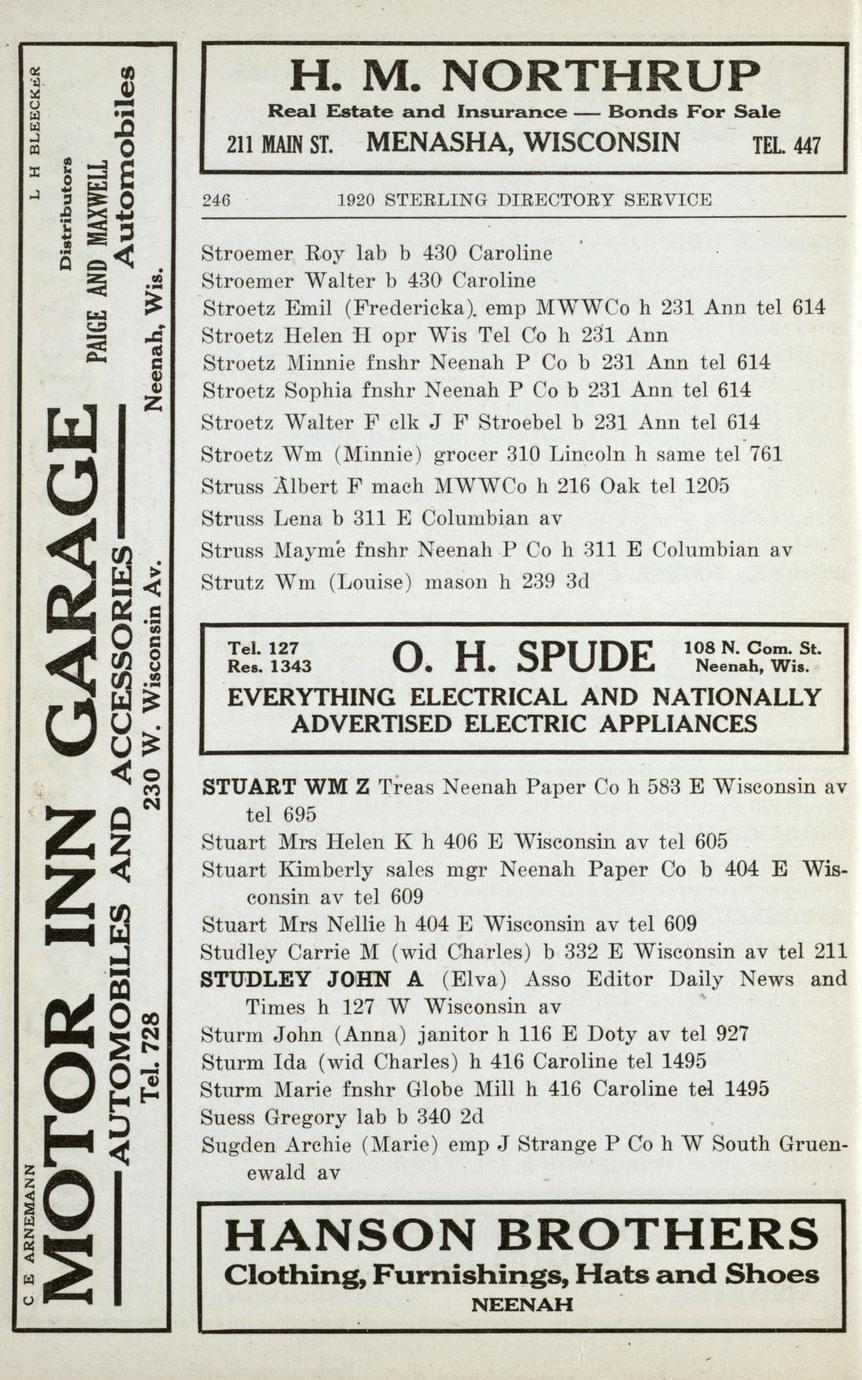 H. M. NORTHRUP
Real Estate and Insurance — Bonds For Sale
211 MAIN ST. MENASHA, WISCONSIN TEL. 447
246 1920 STERLING DIRECTORY SERVICE
Stroemer Roy lab b 430 Caroline
Stroemer Walter b 430 Caroline
Stroetz Emil (Fredericka). emp MWWCo h 231 Ann tel 614
Stroetz Helen H opr Wis Tel Co h 231 Ann
Stroetz Minnie fnshr Neenah P Co b 231 Ann tel 614
Stroetz Sophia fnshr Neenah P Co b 231 Ann tel 614
Stroetz Walter F clk J F Stroebel b 231 Ann tel 614
Stroetz Wm (Minnie) grocer 310 Lincoln h same tel 761
Struss Albert F mach MWWCo h 216 Oak tel 1205
Struss Lena b 311 E Columbian av
Struss Mayme fnshr Neenah P Co h 311 E Columbian av
Strutz Wm (Louise) mason h 239 3d
Tel. 127
Res. 1343
O. H. SPUDE
108 N. Com. St.
Neenah, Wis.
EVERYTHING ELECTRICAL AND NATIONALLY
ADVERTISED ELECTRIC APPLIANCES
STUART WM Z Treas Neenah Paper Co h 583 E Wisconsin av
tel 695
Stuart Mrs Helen K h 406 E Wisconsin av tel 605
Stuart Kimberly sales mgr Neenah Paper Co b 404 E Wis-
consin av tel 609
Stuart Mrs Nellie h 404 E Wisconsin av tel 609
Studley Carrie M (wid Charles) b 332 E Wisconsin av tel 211
STUDLEY JOHN A (Elva) Asso Editor Daily News and
Times h 127 W Wisconsin av
Sturm John (Anna) janitor h 116 E Doty av tel 927
Sturm Ida (wid Charles) h 416 Caroline tel 1495
Sturm Marie fnshr Globe Mill h 416 Caroline tel 1495
Suess Gregory lab b 340 2d
Sugden Archie (Marie) emp J Strange P Co h W South Gruen-
ewald av
HANSON BROTHERS
Clothing, Furnishings, Hats and Shoes
NEENAH
C E ARNEMANN L H BLEECKER
MOTOR INN GARAGE
Distributors
PAIGE AND MAXWELL
Automobiles
AUTOMOBILES AND ACCESSORIES
Tel. 728 230 W. Wisconsin Av. Neenah, Wis.